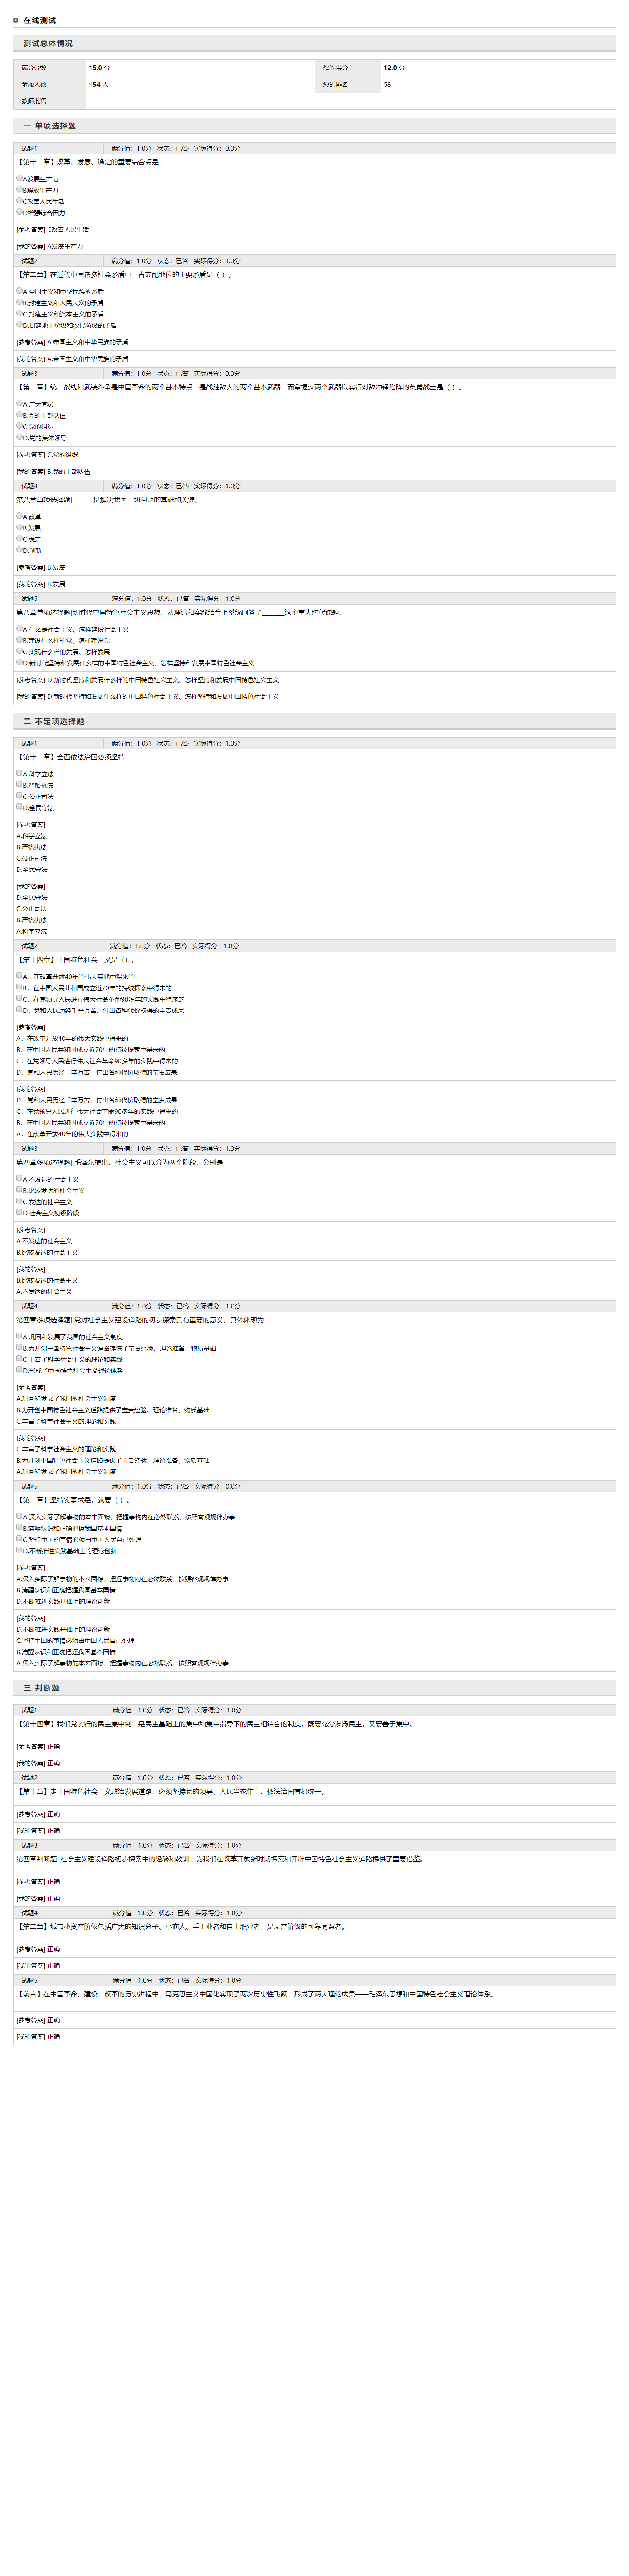 在线测试
测试总体情况
满分分数 15.0 分 您的得分 12.0 分
参加人数 154 人 您的排名 58
教师批语
一 单项选择题
试题1 满分值：1.0分 状态：已答 实际得分：0.0分
【第十一章】改革、发展、稳定的重要结合点是
A发展生产力
B解放生产力
C改善人民生活
D增强综合国力
[参考答案] C改善人民生活
[我的答案] A发展生产力
试题2 满分值：1.0分 状态：已答 实际得分：1.0分
【第二章】在近代中国诸多社会矛盾中，占支配地位的主要矛盾是（ ）。
A.帝国主义和中华民族的矛盾
B.封建主义和人民大众的矛盾
C.封建主义和资本主义的矛盾
D.封建地主阶级和农民阶级的矛盾
[参考答案] A.帝国主义和中华民族的矛盾
[我的答案] A.帝国主义和中华民族的矛盾
试题3 满分值：1.0分 状态：已答 实际得分：0.0分
【第二章】统一战线和武装斗争是中国革命的两个基本特点，是战胜敌人的两个基本武器，而掌握这两个武器以实行对敌冲锋陷阵的英勇战士是（ ）。
A.广大党员
B.党的干部队伍
C.党的组织
D.党的集体领导
[参考答案] C.党的组织
[我的答案] B.党的干部队伍
试题4 满分值：1.0分 状态：已答 实际得分：1.0分
第八章单项选择题| ______是解决我国一切问题的基础和关键。
A.改革
B.发展
C.稳定
D.创新
[参考答案] B.发展
[我的答案] B.发展
试题5 满分值：1.0分 状态：已答 实际得分：1.0分
第八章单项选择题|新时代中国特色社会主义思想，从理论和实践结合上系统回答了_______这个重大时代课题。
A.什么是社会主义、怎样建设社会主义
B.建设什么样的党、怎样建设党
C.实现什么样的发展、怎样发展
D.新时代坚持和发展什么样的中国特色社会主义、怎样坚持和发展中国特色社会主义
[参考答案] D.新时代坚持和发展什么样的中国特色社会主义、怎样坚持和发展中国特色社会主义
[我的答案] D.新时代坚持和发展什么样的中国特色社会主义、怎样坚持和发展中国特色社会主义
二 不定项选择题
试题1 满分值：1.0分 状态：已答 实际得分：1.0分
【第十一章】全面依法治国必须坚持
A.科学立法
B.严格执法
C.公正司法
D.全民守法
[参考答案]
A.科学立法
B.严格执法
C.公正司法
D.全民守法
[我的答案]
D.全民守法
C.公正司法
B.严格执法
A.科学立法
试题2 满分值：1.0分 状态：已答 实际得分：1.0分
【第十四章】中国特色社会主义是（）。
A．在改革开放40年的伟大实践中得来的
B．在中国人民共和国成立近70年的持续探索中得来的
C．在党领导人民进行伟大社会革命90多年的实践中得来的
D．党和人民历经千辛万苦、付出各种代价取得的宝贵成果
[参考答案]
A．在改革开放40年的伟大实践中得来的
B．在中国人民共和国成立近70年的持续探索中得来的
C．在党领导人民进行伟大社会革命90多年的实践中得来的
D．党和人民历经千辛万苦、付出各种代价取得的宝贵成果
[我的答案]
D．党和人民历经千辛万苦、付出各种代价取得的宝贵成果
C．在党领导人民进行伟大社会革命90多年的实践中得来的
B．在中国人民共和国成立近70年的持续探索中得来的
A．在改革开放40年的伟大实践中得来的
试题3 满分值：1.0分 状态：已答 实际得分：1.0分
第四章多项选择题| 毛泽东提出，社会主义可以分为两个阶段，分别是
A.不发达的社会主义
B.比较发达的社会主义
C.发达的社会主义
D.社会主义初级阶段
[参考答案]
A.不发达的社会主义
B.比较发达的社会主义
[我的答案]
B.比较发达的社会主义
A.不发达的社会主义
试题4 满分值：1.0分 状态：已答 实际得分：1.0分
第四章多项选择题| 党对社会主义建设道路的初步探索具有重要的意义，具体体现为
A.巩固和发展了我国的社会主义制度
B.为开创中国特色社会主义道路提供了宝贵经验、理论准备、物质基础
C.丰富了科学社会主义的理论和实践
D.形成了中国特色社会主义理论体系
[参考答案]
A.巩固和发展了我国的社会主义制度
B.为开创中国特色社会主义道路提供了宝贵经验、理论准备、物质基础
C.丰富了科学社会主义的理论和实践
[我的答案]
C.丰富了科学社会主义的理论和实践
B.为开创中国特色社会主义道路提供了宝贵经验、理论准备、物质基础
A.巩固和发展了我国的社会主义制度
试题5 满分值：1.0分 状态：已答 实际得分：0.0分
【第一章】坚持实事求是，就要（ ）。
A.深入实际了解事物的本来面貌，把握事物内在必然联系，按照客观规律办事
B.清醒认识和正确把握我国基本国情
C.坚持中国的事情必须由中国人民自己处理
D.不断推进实践基础上的理论创新
[参考答案]
A.深入实际了解事物的本来面貌，把握事物内在必然联系，按照客观规律办事
B.清醒认识和正确把握我国基本国情
D.不断推进实践基础上的理论创新
[我的答案]
D.不断推进实践基础上的理论创新
C.坚持中国的事情必须由中国人民自己处理
B.清醒认识和正确把握我国基本国情
A.深入实际了解事物的本来面貌，把握事物内在必然联系，按照客观规律办事
三 判断题
试题1 满分值：1.0分 状态：已答 实际得分：1.0分
【第十四章】我们党实行的民主集中制，是民主基础上的集中和集中指导下的民主相结合的制度，既要充分发扬民主，又要善于集中。
[参考答案] 正确
[我的答案] 正确
试题2 满分值：1.0分 状态：已答 实际得分：1.0分
【第十章】走中国特色社会主义政治发展道路，必须坚持党的领导、人民当家作主、依法治国有机统一。
[参考答案] 正确
[我的答案] 正确
试题3 满分值：1.0分 状态：已答 实际得分：1.0分
第四章判断题| 社会主义建设道路初步探索中的经验和教训，为我们在改革开放新时期探索和开辟中国特色社会主义道路提供了重要借鉴。
[参考答案] 正确
[我的答案] 正确
试题4 满分值：1.0分 状态：已答 实际得分：1.0分
【第二章】城市小资产阶级包括广大的知识分子、小商人、手工业者和自由职业者，是无产阶级的可靠同盟者。
[参考答案] 正确
[我的答案] 正确
试题5 满分值：1.0分 状态：已答 实际得分：1.0分
【前言】在中国革命、建设、改革的历史进程中，马克思主义中国化实现了两次历史性飞跃，形成了两大理论成果——毛泽东思想和中国特色社会主义理论体系。
[参考答案] 正确
[我的答案] 正确